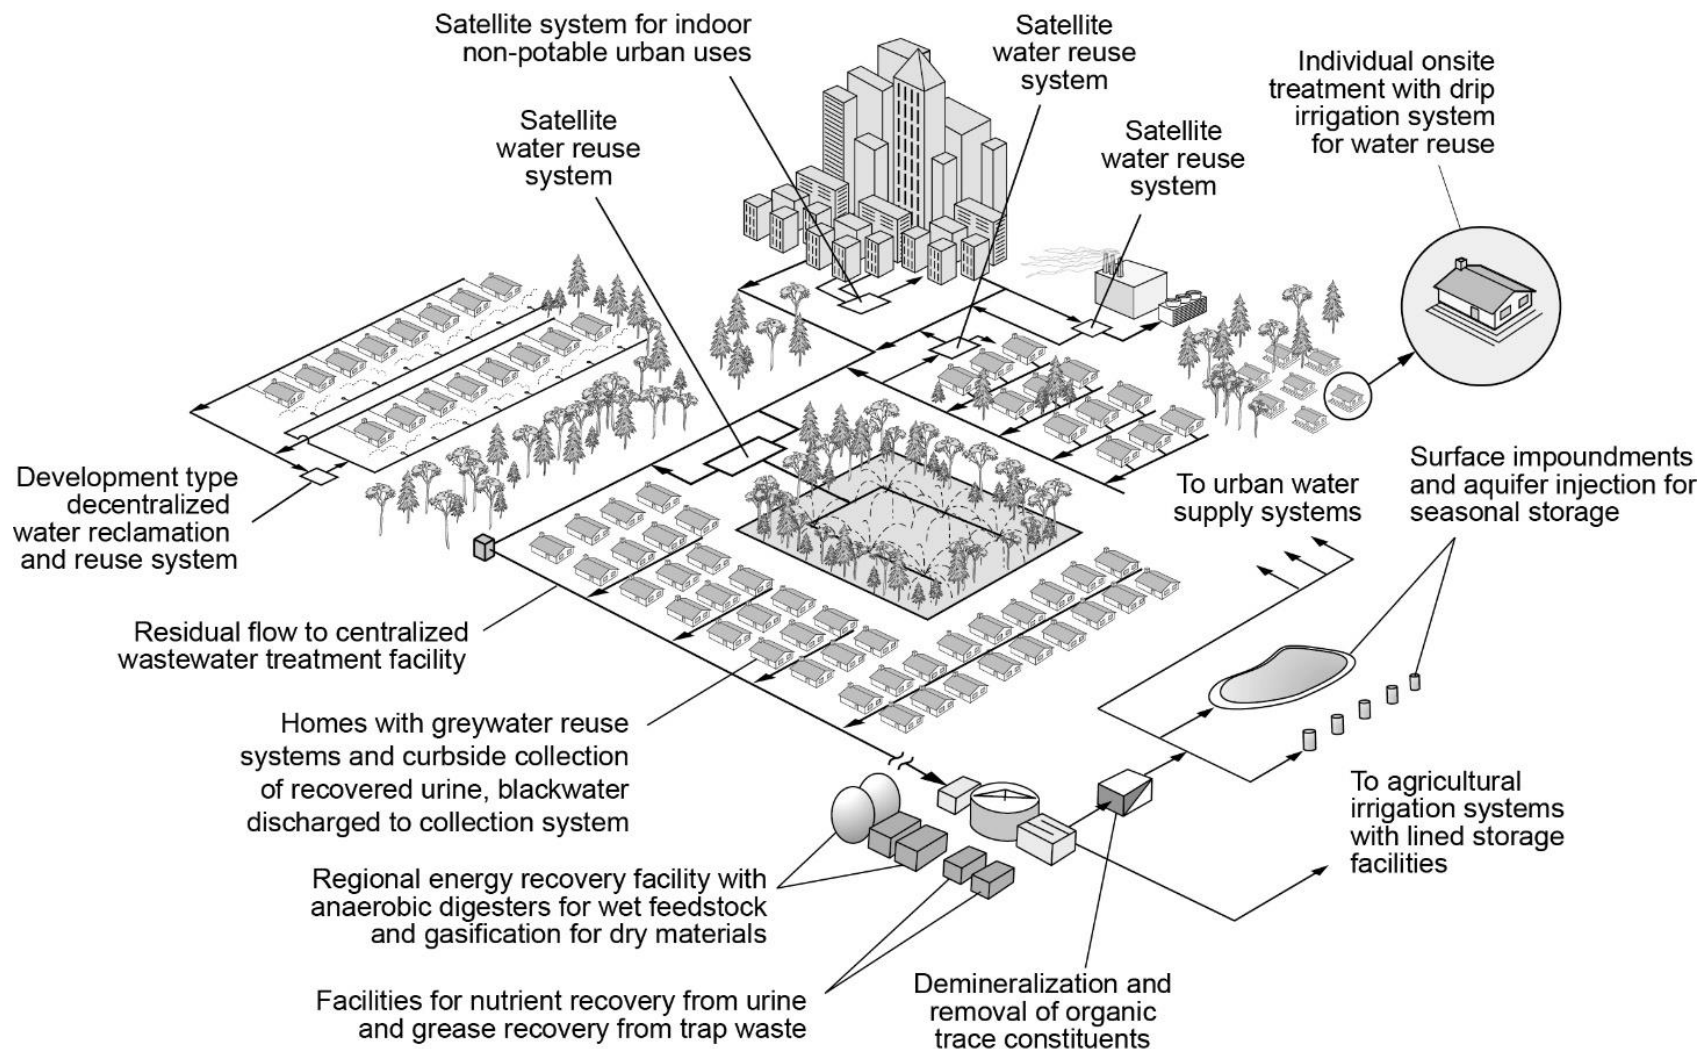 Satellite system for indoor
non-potable urban uses
Satellite
water reuse
system
Individual onsite
treatment with drip
irrigation system
for water reuse
Satellite
water reuse
system
Satellite
water reuse
system
Development type
decentralized
water reclamation
and reuse system
To urban water
supply systems
Surface impoundments
and aquifer injection for
seasonal storage
Residual flow to centralized
wastewater treatment facility
Homes with greywater reuse
systems and curbside collection
of recovered urine, blackwater
discharged to collection system
To agricultural
irrigation systems
with lined storage
facilities
Regional energy recovery facility with
anaerobic digesters for wet feedstock
and gasification for dry materials
Facilities for nutrient recovery from urine
and grease recovery from trap waste
Demineralization and
removal of organic
trace constituents